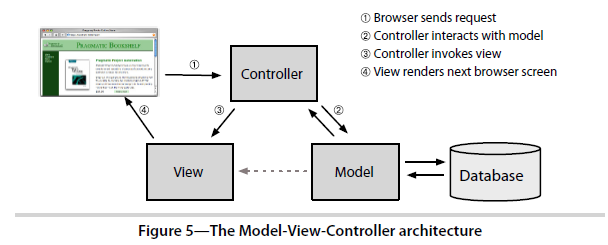 PRAGMATIC BOOKSHELF
① Browser sends request
② Controller interacts with model
③ Controller invokes view
④ View renders next browser screen
①
Controller
④
③
②
View
Model
Database
Figure 5—The Model-View-Controller architecture